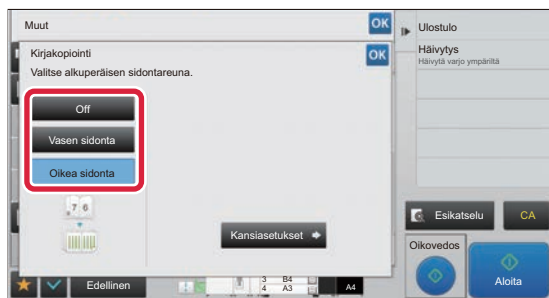 Muut
OK
Kirjakopiointi
OK
Valitse alkuperäisen sidontareuna.
Off
Vasen sidonta
Oikea sidonta
7 6
Kansiasetukset
Edellinen
3 B4
4 A3
A4
Ulostulo
Häivytys
Häivytä varjo ympäriltä
Esikatselu
CA
Oikovedos
Aloita